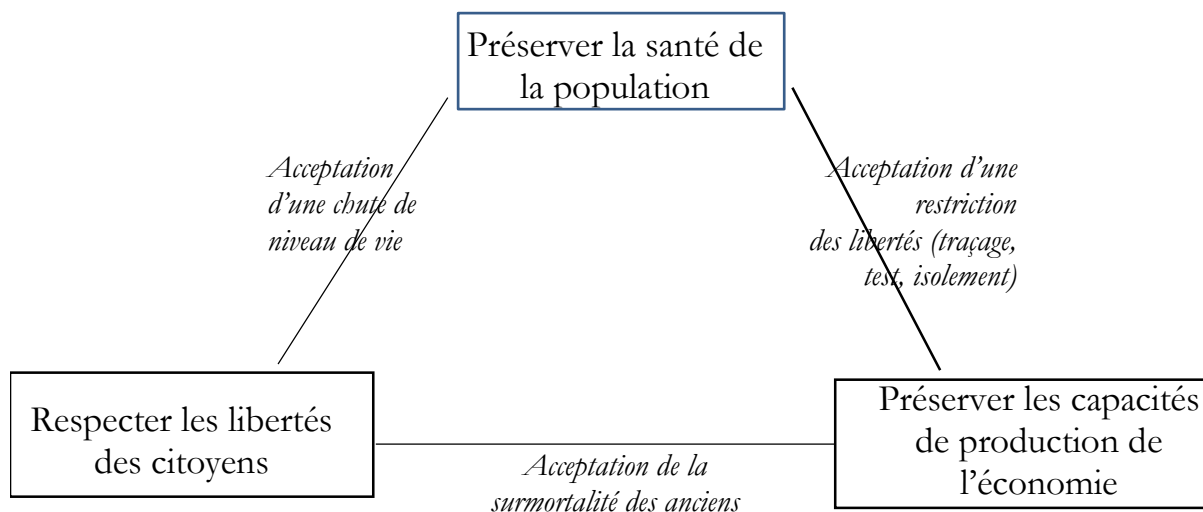 Préserver la santé de
la population
Acceptation
d'une chute de
niveau de vie
Acceptation d'une
restriction
des libertés (traçage,
test, isolement)
Respecter les libertés
des citoyens
Préserver les capacités
de production de
l'économie
Acceptation de la
surmortalité des anciens